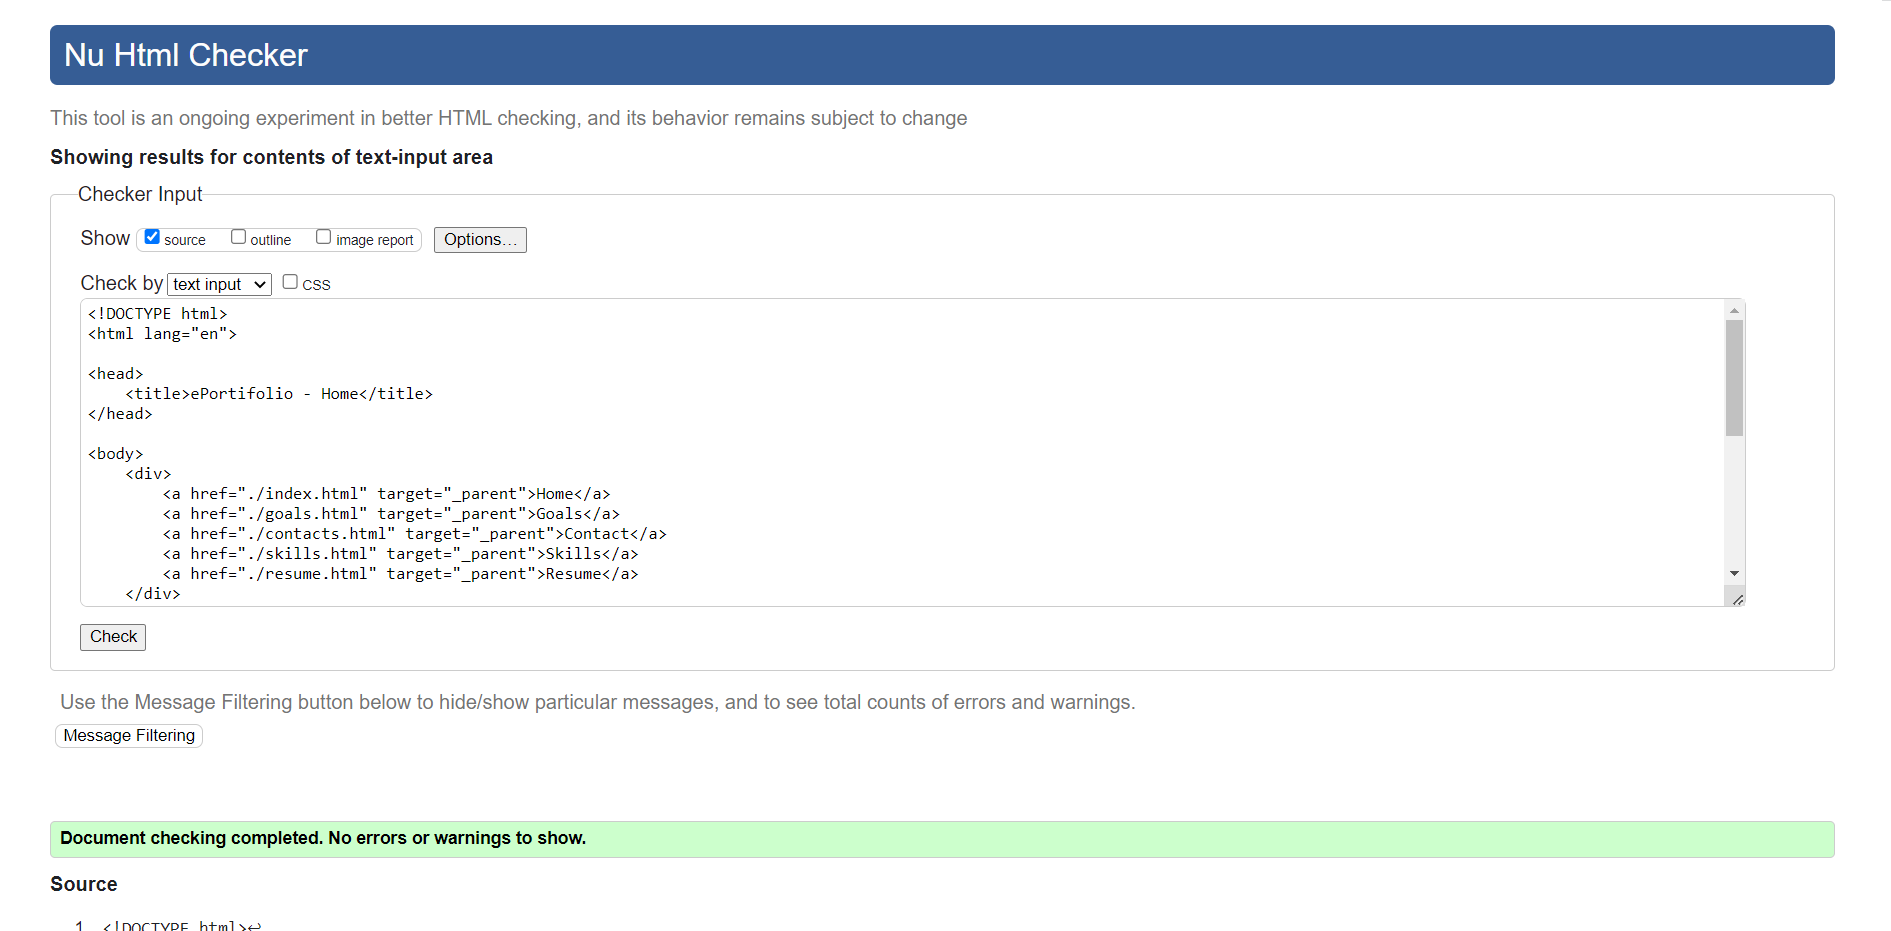 Nu Html Checker
This tool is an ongoing experiment in better HTML checking, and its behavior remains subject to change
Showing results for contents of text-input area
Checker Input
Show source outline image report Options...
Check by text input CSS
<!DOCTYPE html>
<html lang="en">
<head>
    <title>ePortifolio - Home</title>
</head>
<body>
    <div>
        <a href="./index.html" target="_parent">Home</a>
        <a href="./goals.html" target="_parent">Goals</a>
        <a href="./contacts.html" target="_parent">Contact</a>
        <a href="./skills.html" target="_parent">Skills</a>
        <a href="./resume.html" target="_parent">Resume</a>
    </div>
Check
Use the Message Filtering button below to hide/show particular messages, and to see total counts of errors and warnings.
Message Filtering
Document checking completed. No errors or warnings to show.
Source
1 <!DOCTYPE html>↩